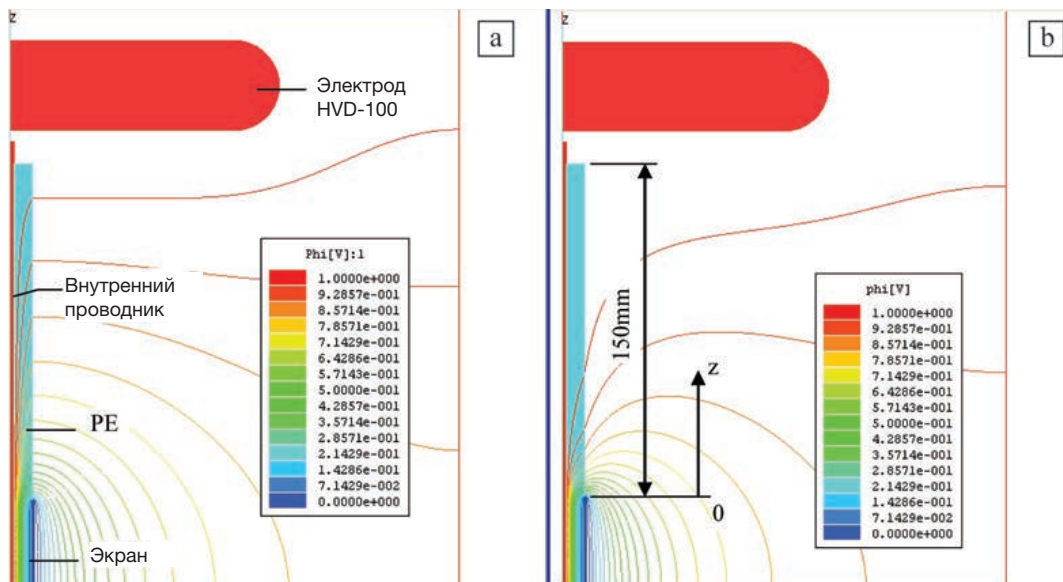 z
a
Электрод
HVD-100
Phi[V]:1
1.0000e+000
9.2857e-001
8.5714e-001
7.8571e-001
7.1429e-001
6.4286e-001
5.7143e-001
5.0000e-001
4.2857e-001
3.5714e-001
2.8571e-001
2.1429e-001
1.4286e-001
7.1429e-002
0.0000e+000
Внутренний
проводник
PE
Экран
z
b
150mm
z
0
phi[V]
1.0000e+000
9.2857e-001
8.5714e-001
7.8571e-001
7.1429e-001
6.4286e-001
5.7143e-001
5.0000e-001
4.2857e-001
3.5714e-001
2.8571e-001
2.1429e-001
1.4286e-001
7.1429e-002
0.0000e+000